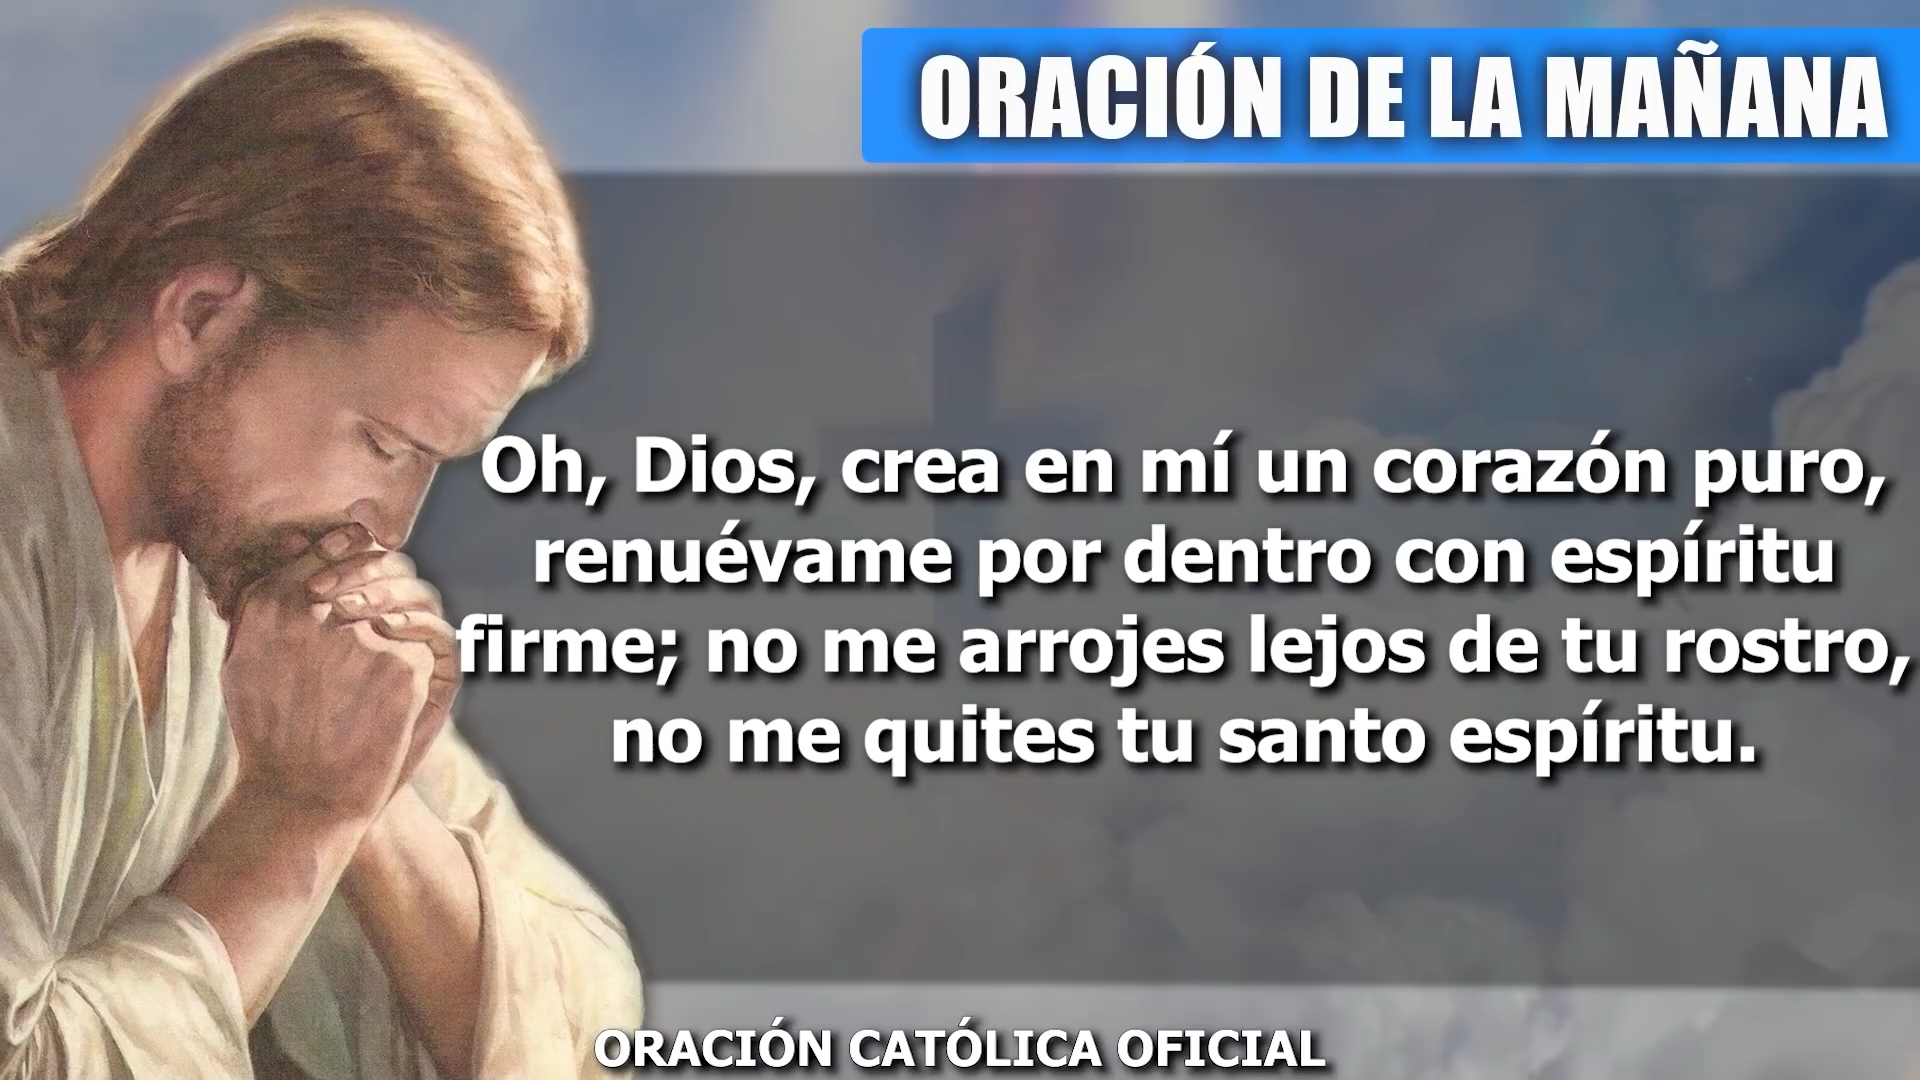 ORACIÓN DE LA MAÑANA
Oh, Dios, crea en mí un corazón puro,
renuévame por dentro con espíritu
firme; no me arrojes lejos de tu rostro,
no me quites tu santo espíritu.
ORACIÓN CATÓLICA OFICIAL